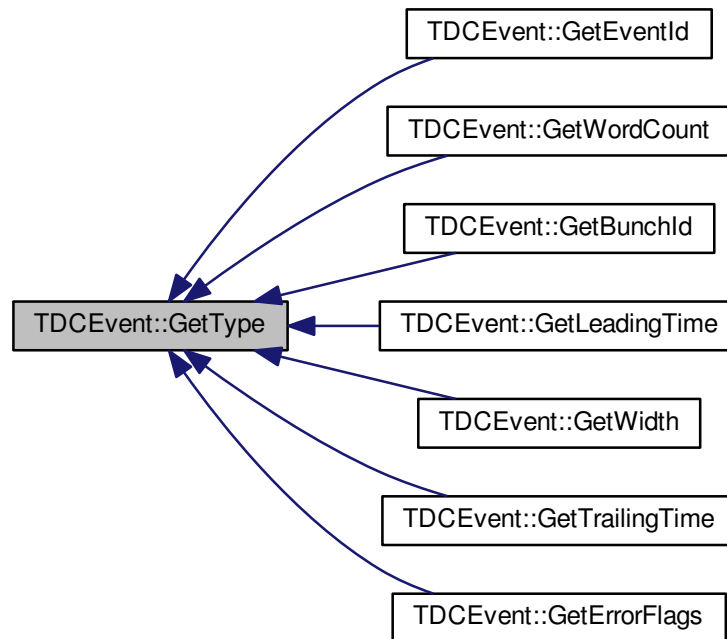 TDCEvent::GetEventId
TDCEvent::GetWordCount
TDCEvent::GetBunchId
TDCEvent::GetType
TDCEvent::GetLeadingTime
TDCEvent::GetWidth
TDCEvent::GetTrailingTime
TDCEvent::GetErrorFlags